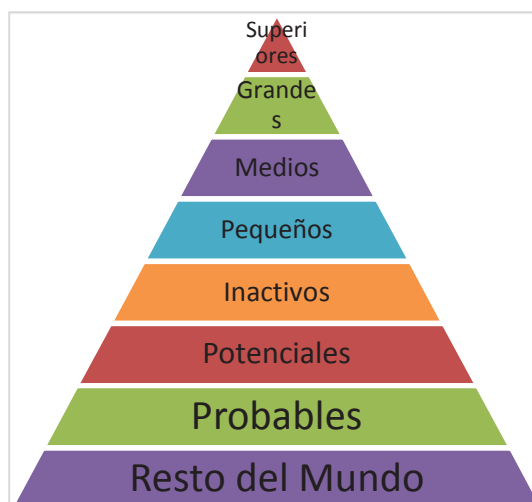 Superi
ores
Grande
s
Medios
Pequeños
Inactivos
Potenciales
Probables
Resto del Mundo